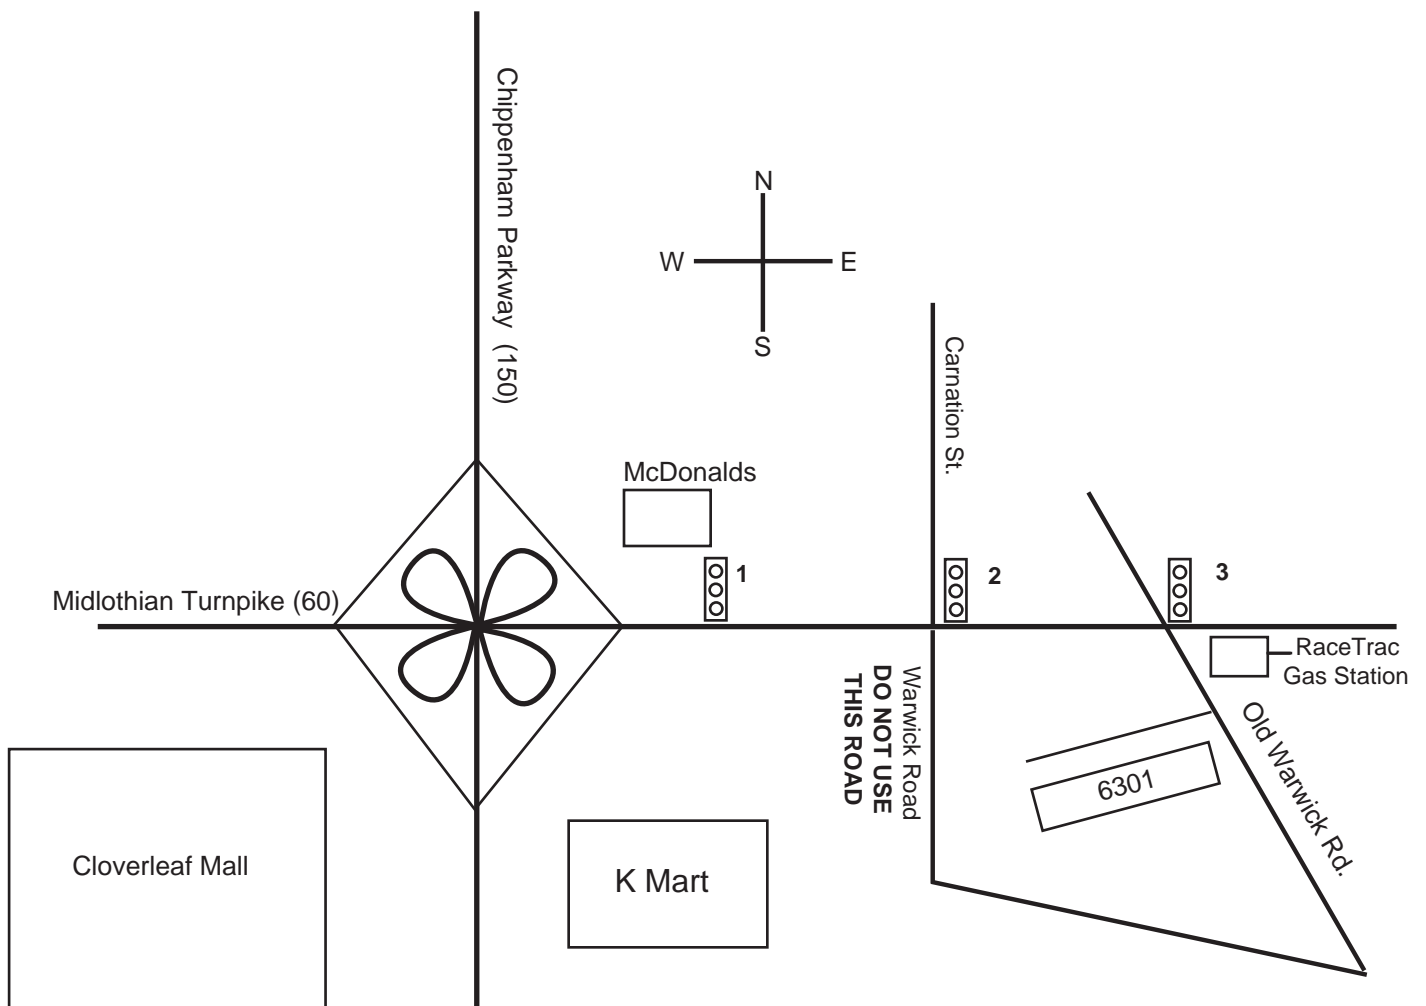 Chippenham Parkway (150)
N
W
E
S
Carnation St.
McDonalds
1
2
3
Midlothian Turnpike (60)
RaceTrac
Gas Station
Warwick Road
DO NOT USE
THIS ROAD
Old Warwick Rd.
6301
Cloverleaf Mall
K Mart